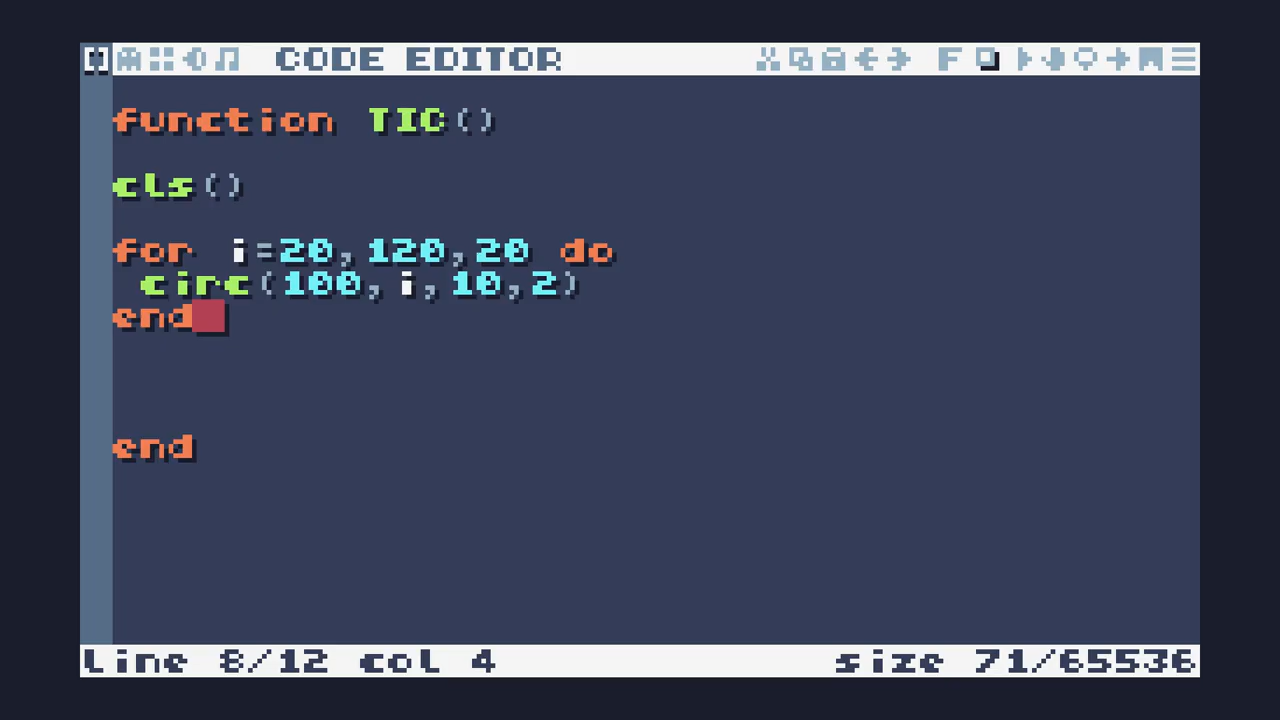 CODE EDITOR
function TIC()
cls()
for i=20,120,20 do
circ(100,i,10,2)
end
end
line 8/12 col 4
size 71/65536